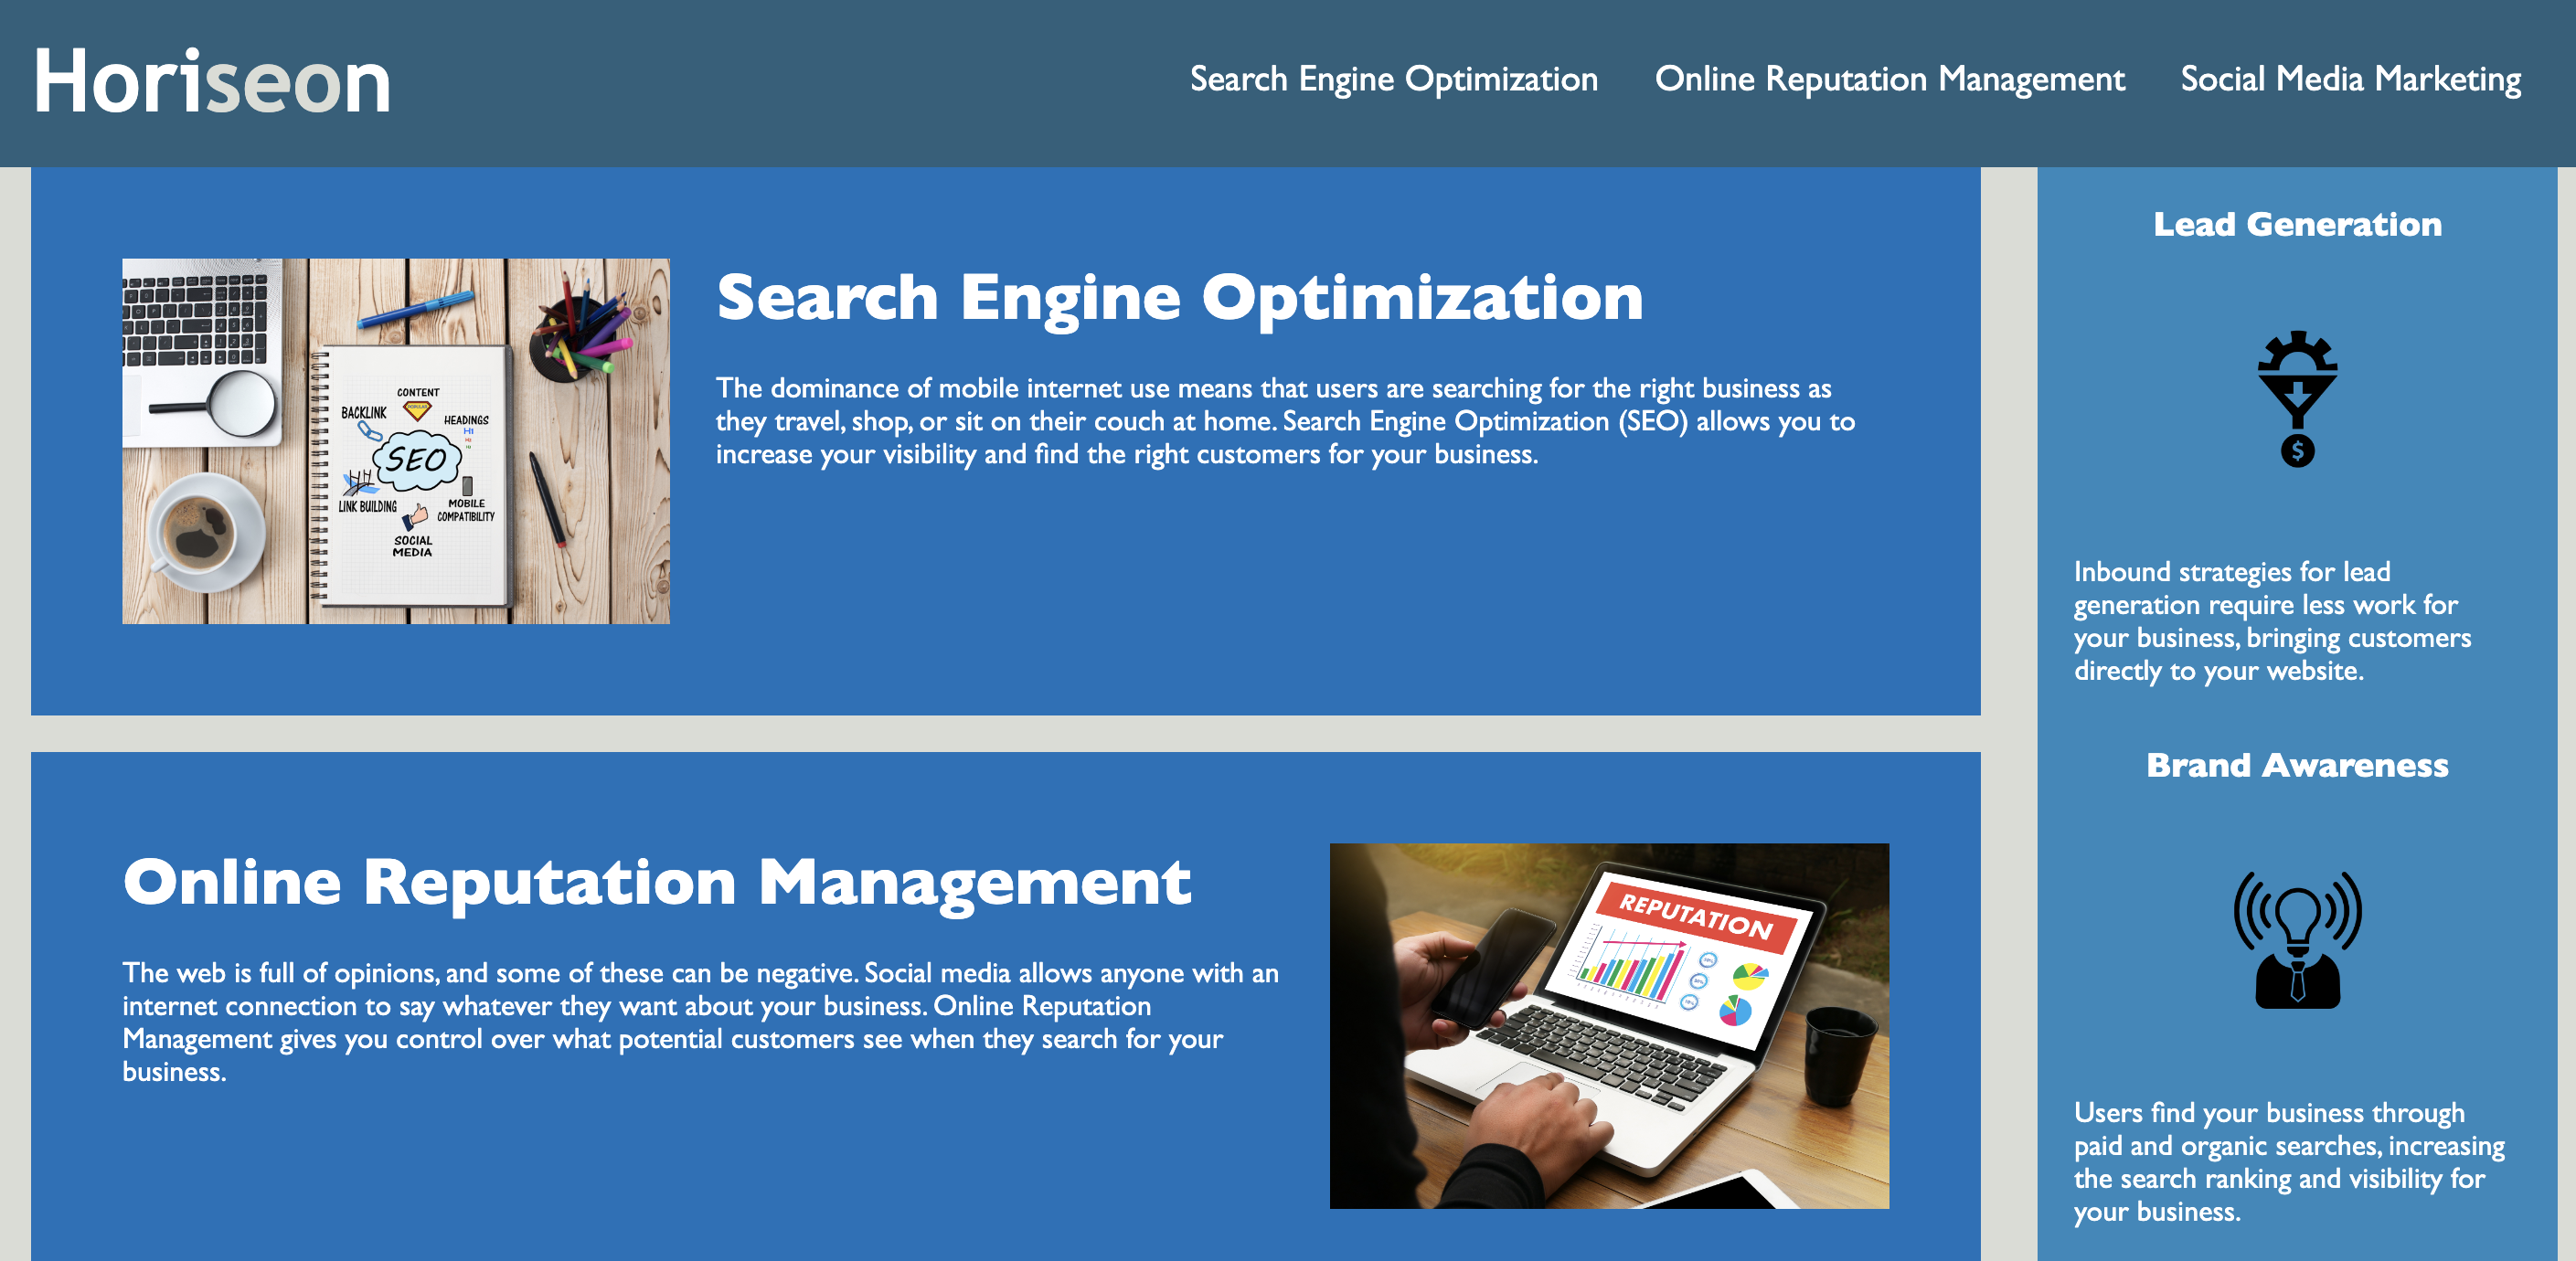 Horiseon
Search Engine Optimization
Online Reputation Management
Social Media Marketing
CONTENT
BACKLINK
HEADINGS
H1
SEO
LINK BUILDING
MOBILE
COMPATIBILITY
SOCIAL
MEDIA
Search Engine Optimization
The dominance of mobile internet use means that users are searching for the right business as
they travel, shop, or sit on their couch at home. Search Engine Optimization (SEO) allows you to
increase your visibility and find the right customers for your business.
Online Reputation Management
The web is full of opinions, and some of these can be negative. Social media allows anyone with an
internet connection to say whatever they want about your business. Online Reputation
Management gives you control over what potential customers see when they search for your
business.
REPUTATION
Lead Generation
$
Inbound strategies for lead
generation require less work for
your business, bringing customers
directly to your website.
Brand Awareness
Users find your business through
paid and organic searches, increasing
the search ranking and visibility for
your business.